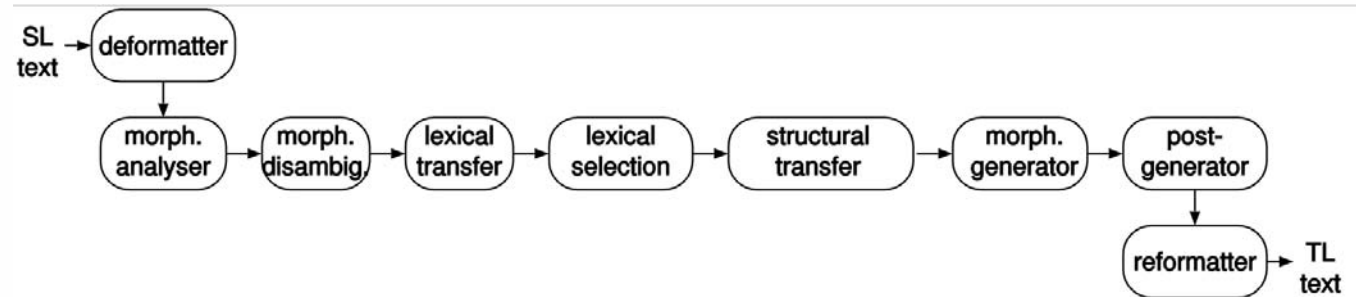 SL
text
deformatter
morph.
analyser
morph.
disambig.
lexical
transfer
lexical
selection
structural
transfer
morph.
generator
post-
generator
reformatter
TL
text